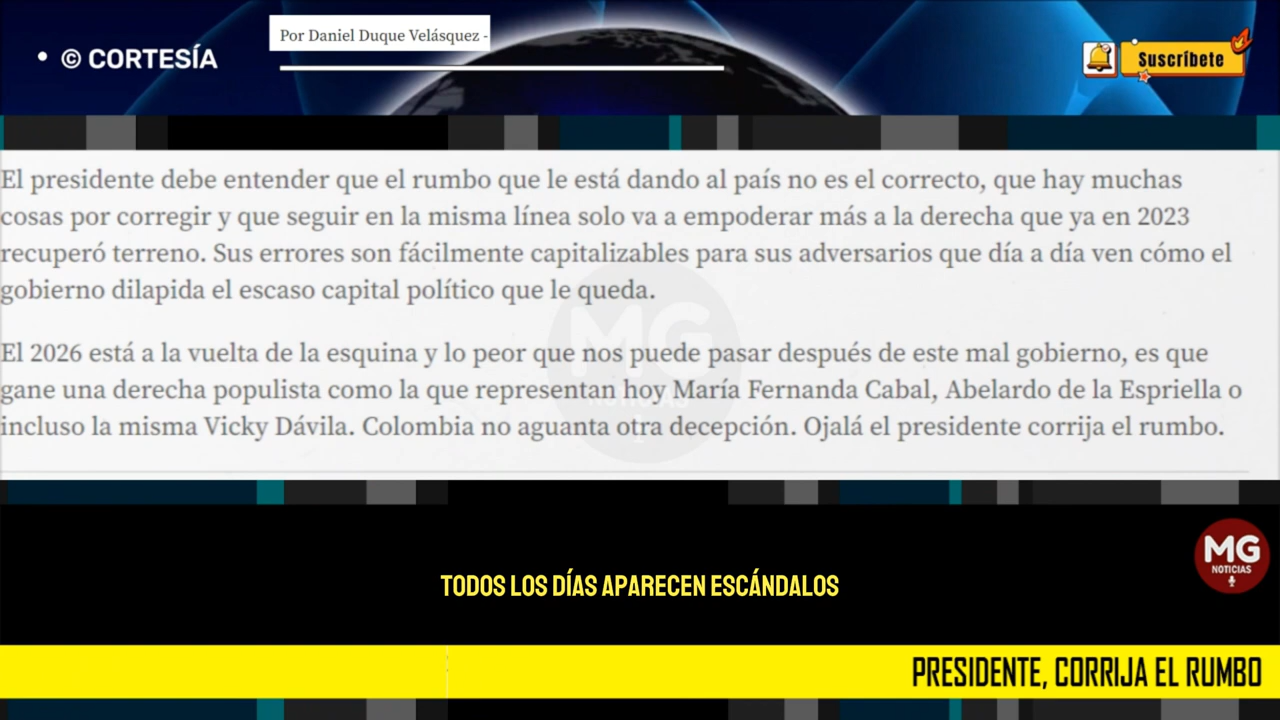 Por Daniel Duque Velásquez -
• © CORTESÍA
Suscríbete
El presidente debe entender que el rumbo que le está dando al país no es el correcto, que hay muchas
cosas por corregir y que seguir en la misma línea solo va a empoderar más a la derecha que ya en 2023
recuperó terreno. Sus errores son fácilmente capitalizables para sus adversarios que día a día ven cómo el
gobierno dilapida el escaso capital político que le queda.
El 2026 está a la vuelta de la esquina y lo peor que nos puede pasar después de este mal gobierno, es que
gane una derecha populista como la que representan hoy María Fernanda Cabal, Abelardo de la Espriella o
incluso la misma Vicky Dávila. Colombia no aguanta otra decepción. Ojalá el presidente corrija el rumbo.
MG
NOTICIAS
TODOS LOS DÍAS APARECEN ESCÁNDALOS
MG
NOTICIAS
PRESIDENTE, CORRIJA EL RUMBO